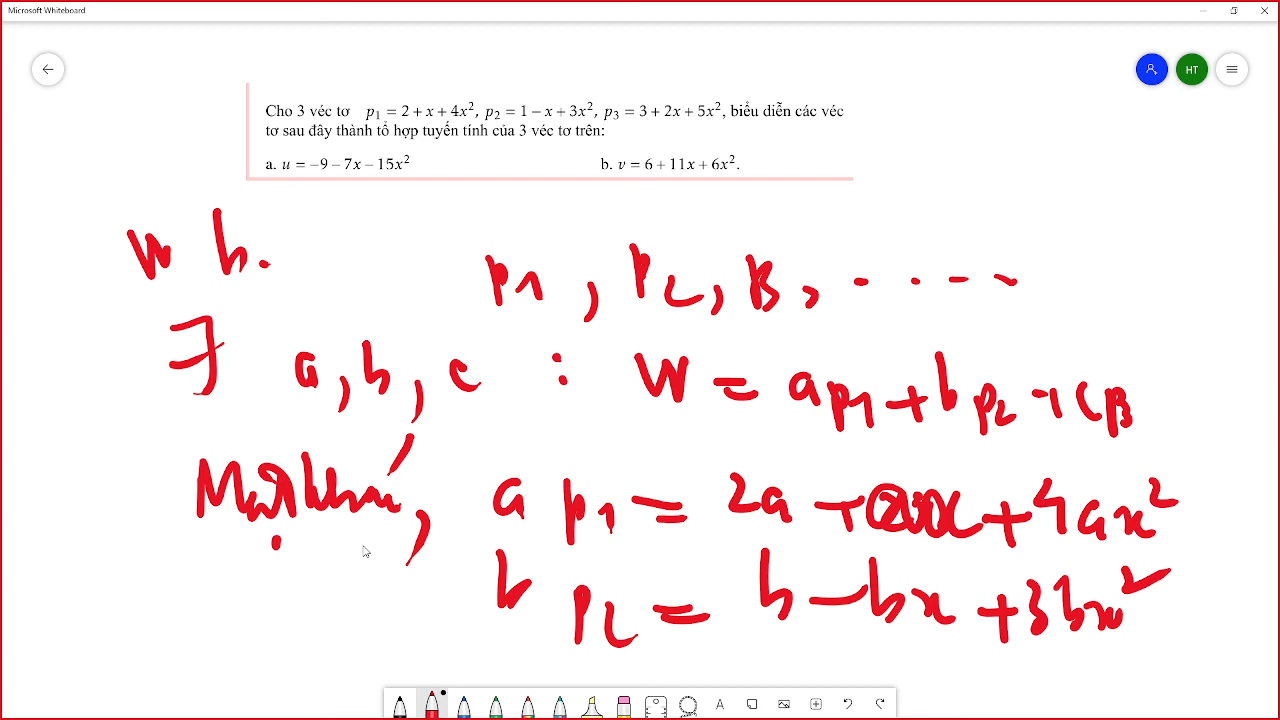 Microsoft Whiteboard
HT
Cho 3 véc tơ p₁ = 2 + x + 4x², p₂ = 1 − x + 3x², p₃ = 3 + 2x + 5x², biểu diễn các véc
tơ sau đây thành tổ hợp tuyến tính của 3 véc tơ trên:
a. u = −9 − 7x − 15x² b. v = 6 + 11x + 6x².
W b.
p1, p2, p3, ....
∃ a, b, c : W = ap1 + bp2 + cp3
Mặt khác, a p1 = 2a + ax + 4ax²
b p2 = b − bx + 3bx²
A